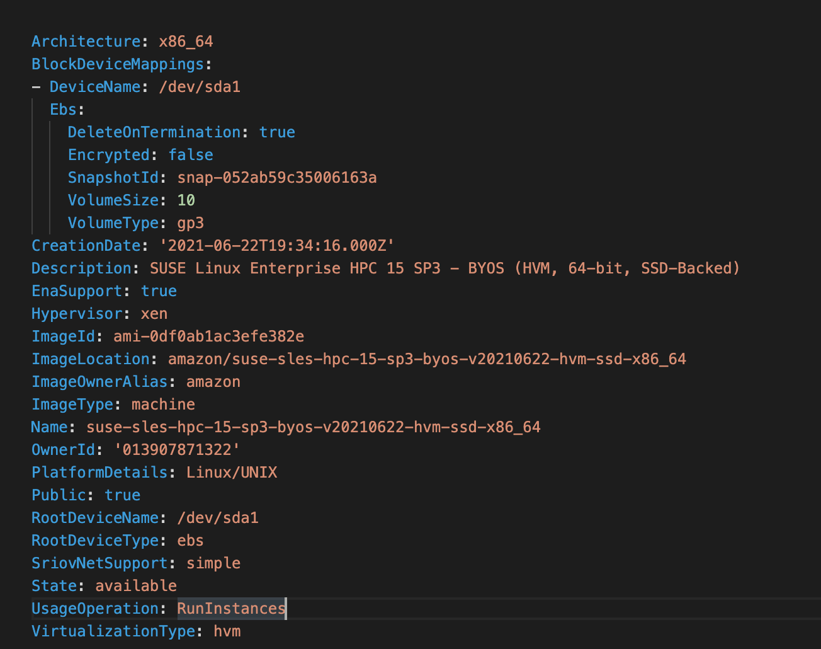 Architecture: x86_64
BlockDeviceMappings:
- DeviceName: /dev/sda1
Ebs:
DeleteOnTermination: true
Encrypted: false
SnapshotId: snap-052ab59c35006163a
VolumeSize: 10
VolumeType: gp3
CreationDate: '2021-06-22T19:34:16.000Z'
Description: SUSE Linux Enterprise HPC 15 SP3 - BYOS (HVM, 64-bit, SSD-Backed)
EnaSupport: true
Hypervisor: xen
ImageId: ami-0df0ab1ac3efe382e
ImageLocation: amazon/suse-sles-hpc-15-sp3-byos-v20210622-hvm-ssd-x86_64
ImageOwnerAlias: amazon
ImageType: machine
Name: suse-sles-hpc-15-sp3-byos-v20210622-hvm-ssd-x86_64
OwnerId: '013907871322'
PlatformDetails: Linux/UNIX
Public: true
RootDeviceName: /dev/sda1
RootDeviceType: ebs
SriovNetSupport: simple
State: available
UsageOperation: RunInstances
VirtualizationType: hvm